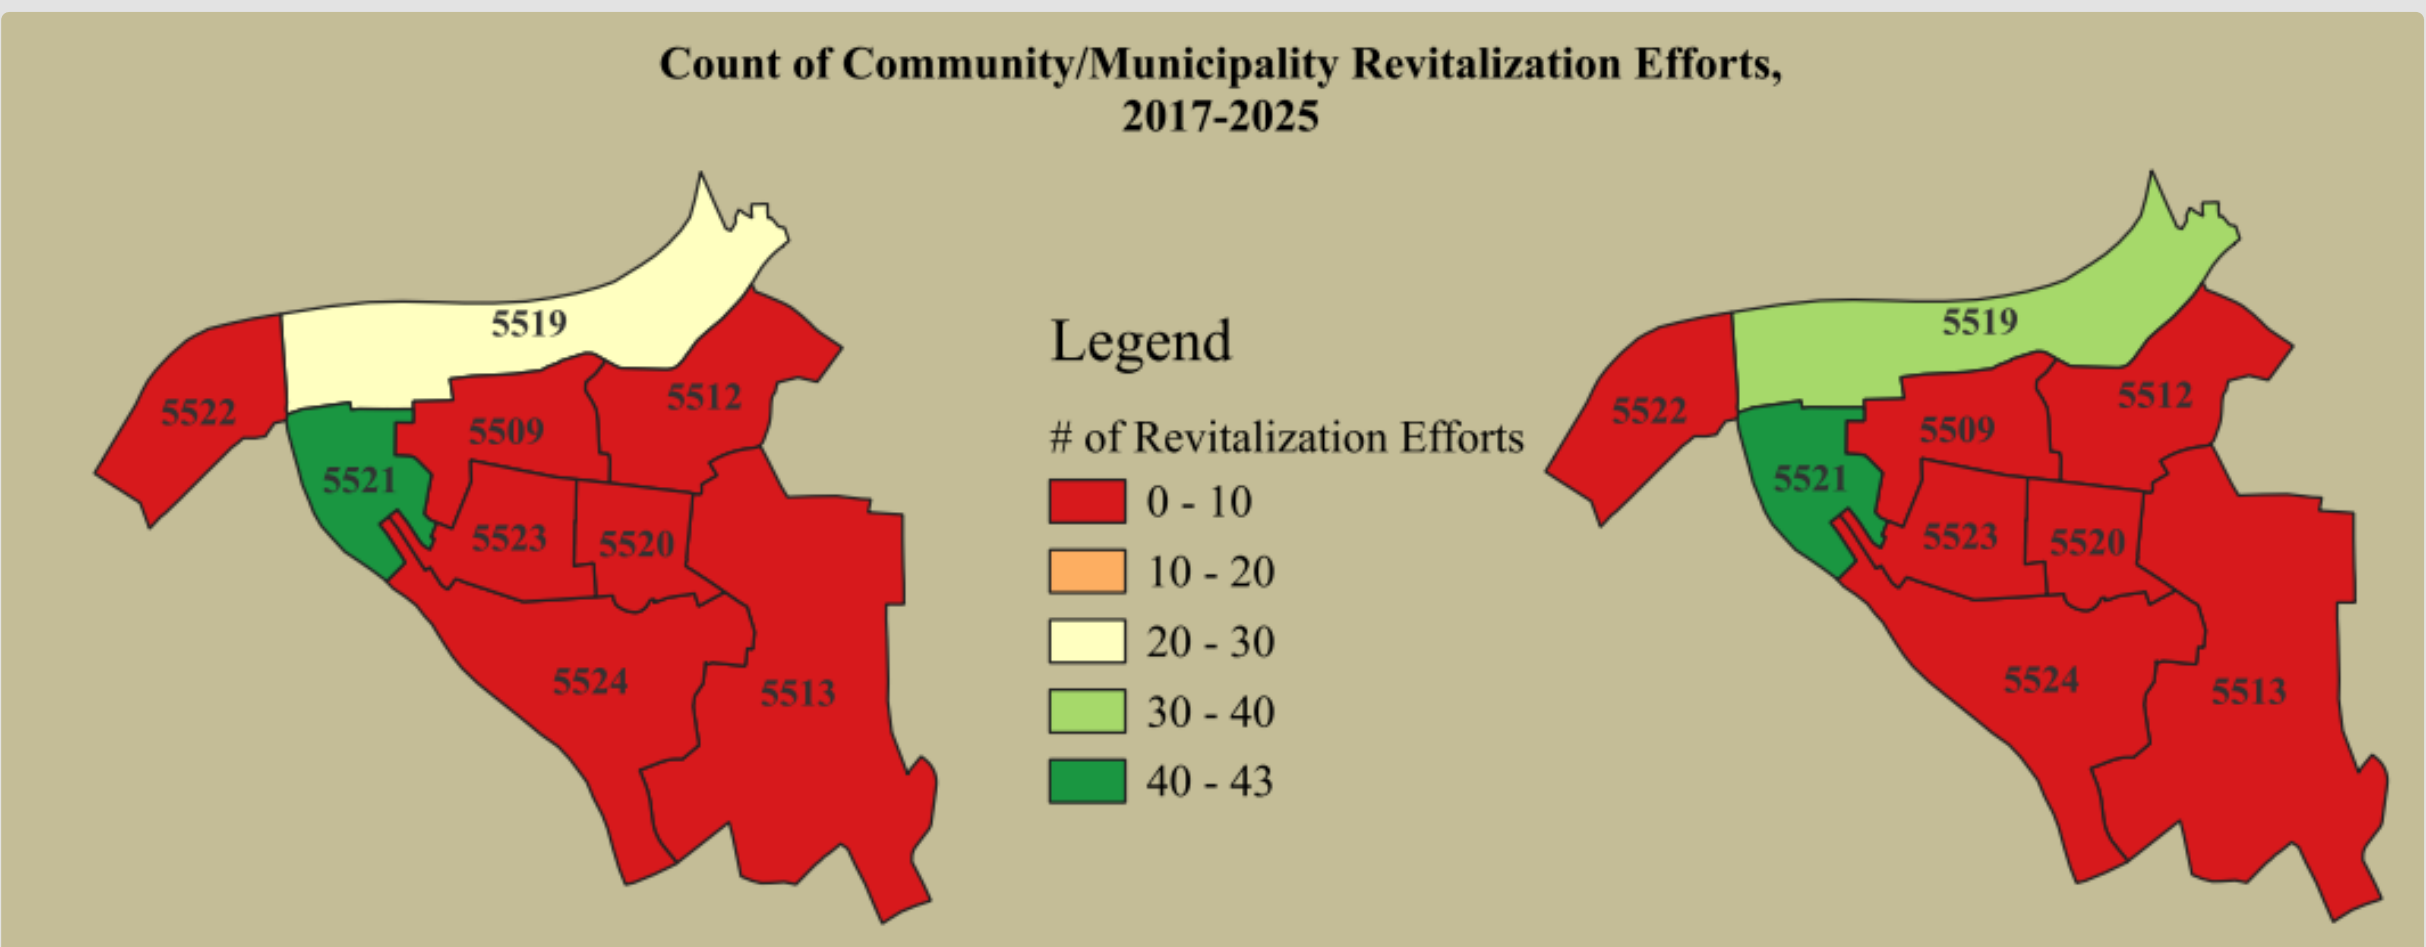 Count of Community/Municipality Revitalization Efforts,
2017-2025
5519
5512
5522
5509
5521
5523
5520
5524
5513
Legend
# of Revitalization Efforts
0 - 10
10 - 20
20 - 30
30 - 40
40 - 43
5519
5512
5522
5509
5521
5523
5520
5524
5513